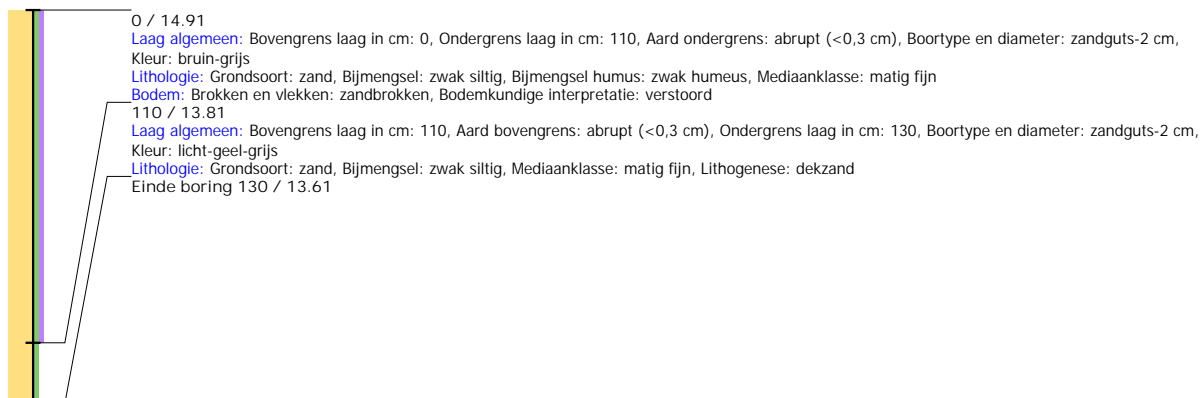 0 / 14.91
Laag algemeen: Bovengrens laag in cm: 0, Ondergrens laag in cm: 110, Aard ondergrens: abrupt (<0,3 cm), Boortype en diameter: zandguts-2 cm,
Kleur: bruin-grijs
Lithologie: Grondsoort: zand, Bijmengsel: zwak siltig, Bijmengsel humus: zwak humeus, Mediaanklasse: matig fijn
Bodem: Brokken en vlekken: zandbrokken, Bodemkundige interpretatie: verstoord
110 / 13.81
Laag algemeen: Bovengrens laag in cm: 110, Aard bovengrens: abrupt (<0,3 cm), Ondergrens laag in cm: 130, Boortype en diameter: zandguts-2 cm,
Kleur: licht-geel-grijs
Lithologie: Grondsoort: zand, Bijmengsel: zwak siltig, Mediaanklasse: matig fijn, Lithogenese: dekzand
Einde boring 130 / 13.61